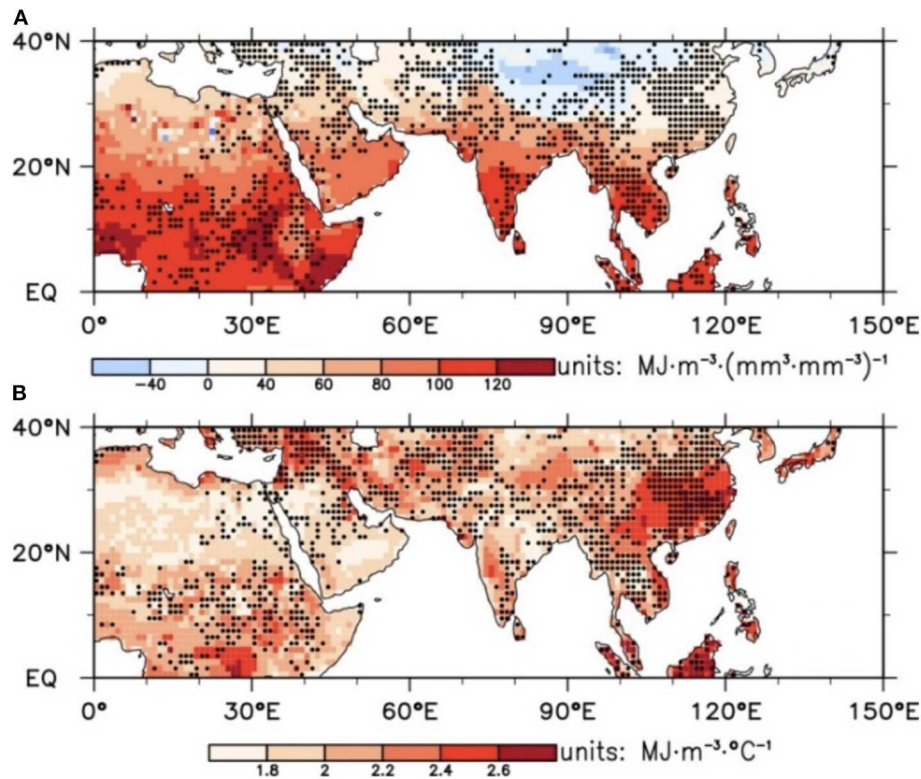 A
40°N
20°N
EQ
0° 30°E 60°E 90°E 120°E 150°E
-40 0 40 60 80 100 120 units: MJ·m⁻³·(mm³·mm⁻³)⁻¹
B
40°N
20°N
EQ
0° 30°E 60°E 90°E 120°E 150°E
1.8 2 2.2 2.4 2.6 units: MJ·m⁻³·°C⁻¹